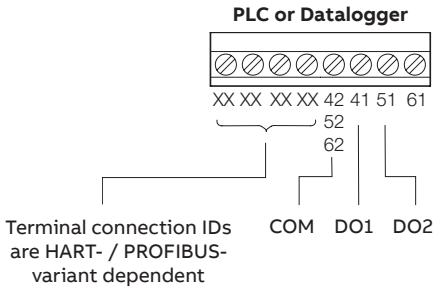 PLC or Datalogger
XX XX XX XX 42 41 51 61
52
62
COM DO1 DO2
Terminal connection IDs
are HART- / PROFIBUS-
variant dependent